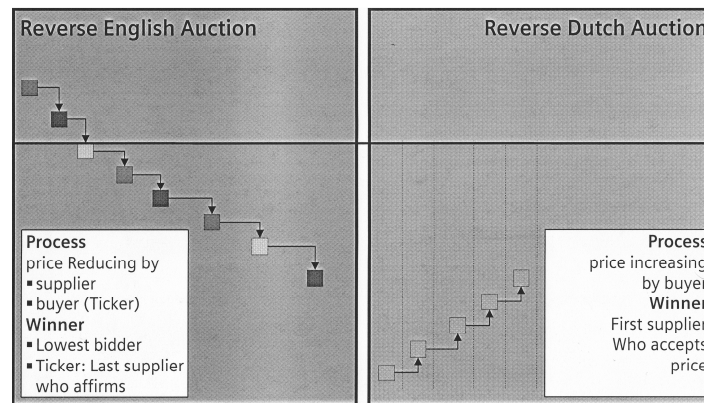 Reverse English Auction
Process
price Reducing by
▪ supplier
▪ buyer (Ticker)
Winner
▪ Lowest bidder
▪ Ticker: Last supplier
who affirms
Reverse Dutch Auction
Process
price increasing
by buyer
Winner
First supplier
Who accepts
price